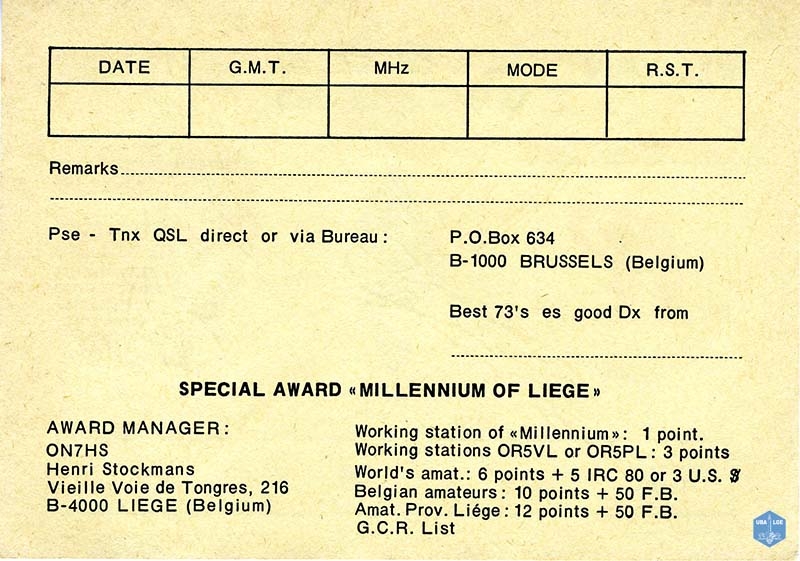 DATE G.M.T. MHz MODE R.S.T.
Remarks
Pse - Tnx QSL direct or via Bureau :
P.O.Box 634
B-1000 BRUSSELS (Belgium)
Best 73's es good Dx from
SPECIAL AWARD «MILLENNIUM OF LIEGE»
AWARD MANAGER :
ON7HS
Henri Stockmans
Vieille Voie de Tongres, 216
B-4000 LIEGE (Belgium)
Working station of «Millennium» : 1 point.
Working stations OR5VL or OR5PL : 3 points
World's amat.: 6 points + 5 IRC 80 or 3 U.S. $
Belgian amateurs : 10 points + 50 F.B.
Amat. Prov. Liége : 12 points + 50 F.B.
G.C.R. List
UBA LGE